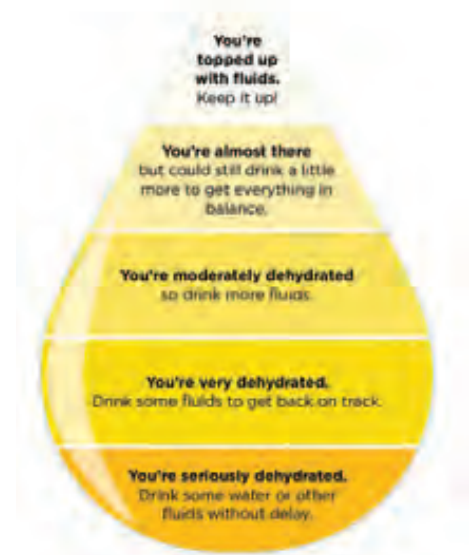 You're
topped up
with fluids.
Keep it up!
You're almost there
but could still drink a little
more to get everything in
balance.
You're moderately dehydrated
so drink more fluids.
You're very dehydrated.
Drink some fluids to get back on track.
You're seriously dehydrated.
Drink some water or other
fluids without delay.